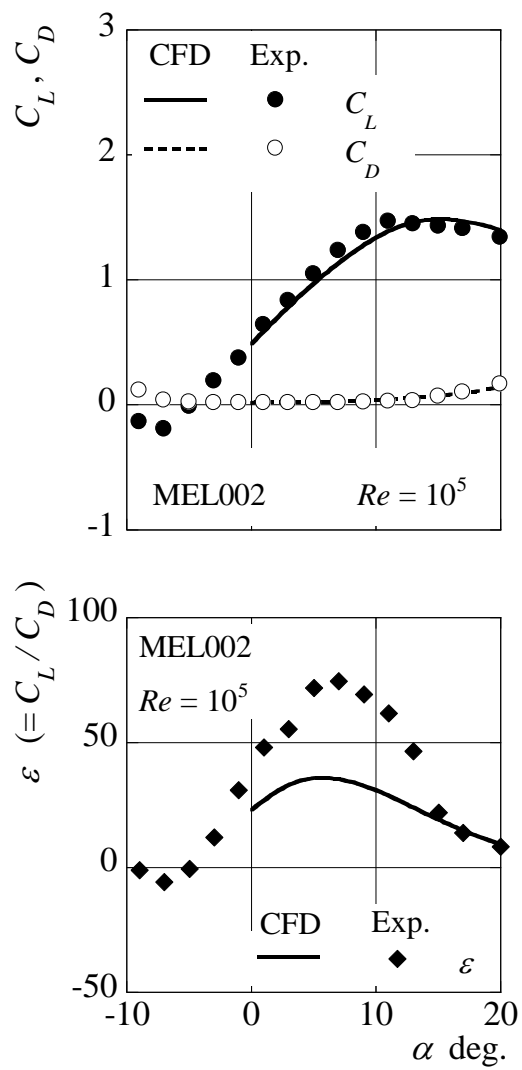 C_L, C_D
3
2
1
0
-1
CFD Exp.
C_L
C_D
MEL002 Re = 10^5
ε (= C_L / C_D)
100
50
0
-50
MEL002
Re = 10^5
CFD Exp.
ε
-10 0 10 20
α deg.